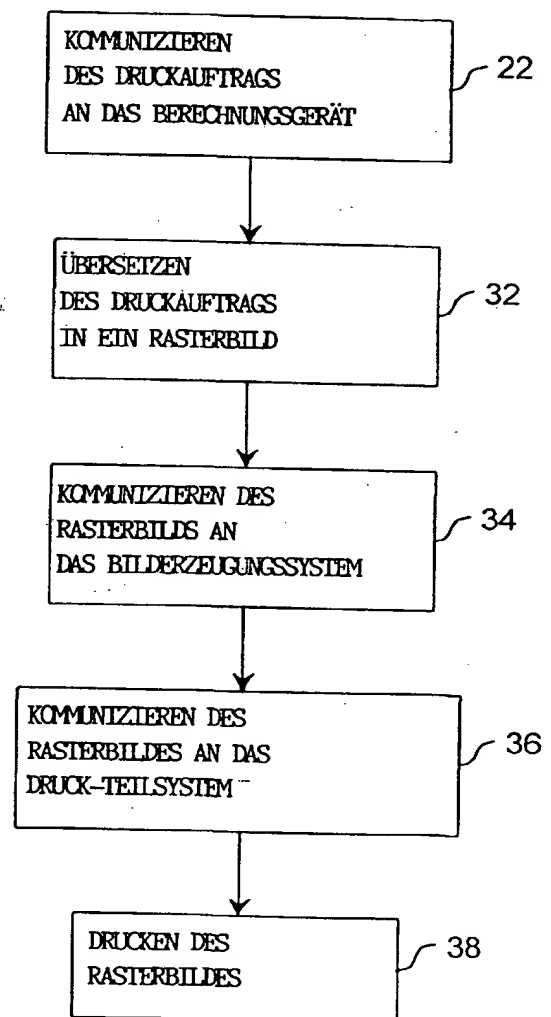 KOMMUNIZIEREN
DES DRUCKAUFTRAGS
AN DAS BERECHNUNGSGERÄT
22
ÜBERSETZEN
DES DRUCKAUFTRAGS
IN EIN RASTERBILD
32
KOMMUNIZIEREN DES
RASTERBILDS AN
DAS BILDERZEUGUNGSSYSTEM
34
KOMMUNIZIEREN DES
RASTERBILDES AN DAS
DRUCK-TEILSYSTEM
36
DRUCKEN DES
RASTERBILDES
38